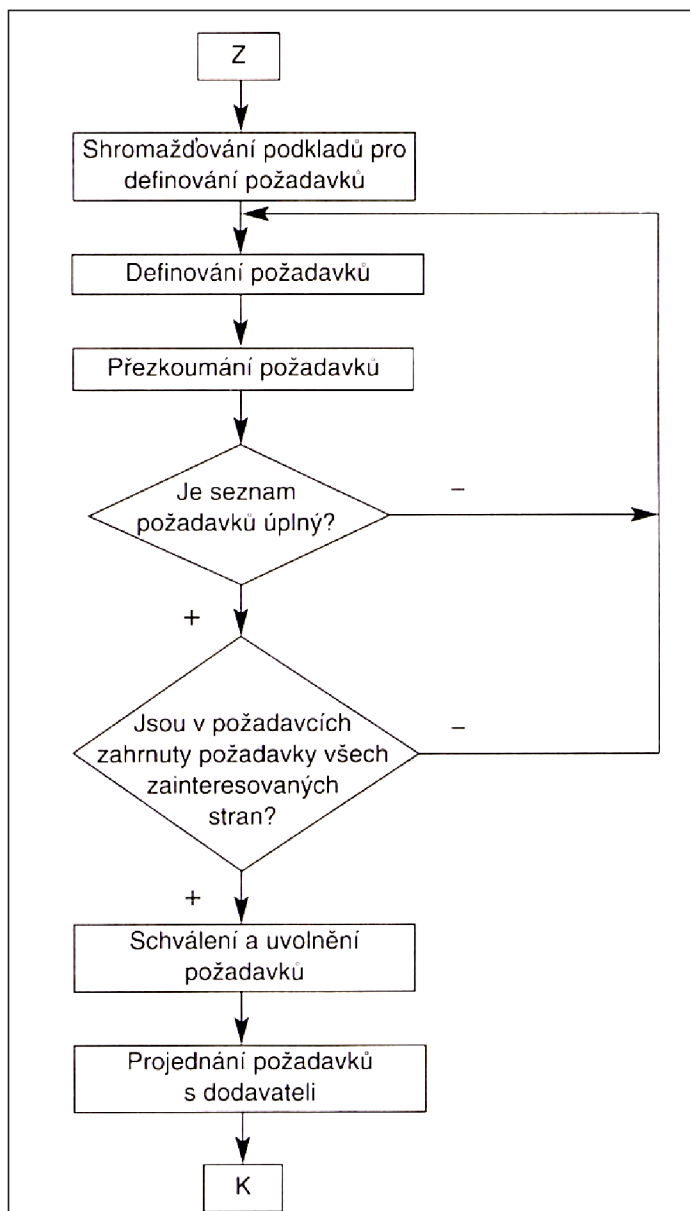 Z
Shromažďování podkladů pro
definování požadavků
Definování požadavků
Přezkoumání požadavků
Je seznam
požadavků úplný?
–
+
Jsou v požadavcích
zahrnuty požadavky všech
zainteresovaných
stran?
–
+
Schválení a uvolnění
požadavků
Projednání požadavků
s dodavateli
K